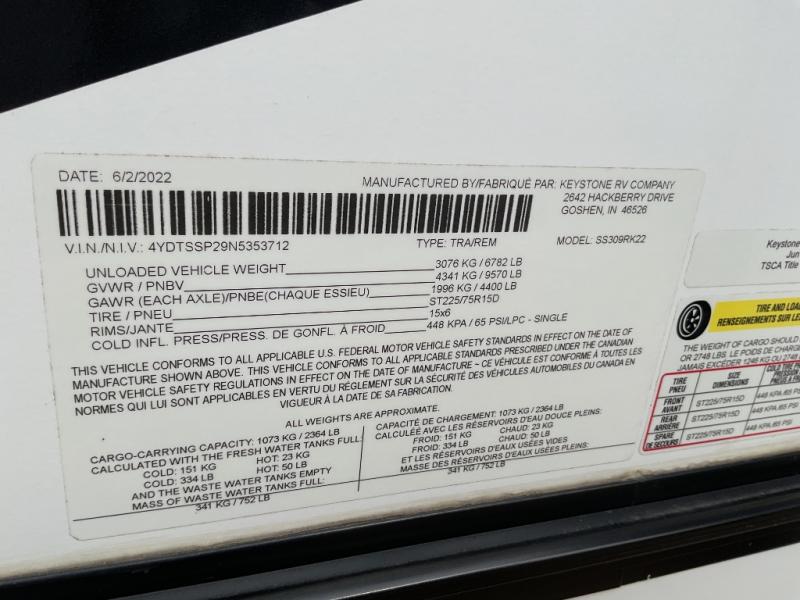 DATE: 6/2/2022
MANUFACTURED BY/FABRIQUÉ PAR: KEYSTONE RV COMPANY
2642 HACKBERRY DRIVE
GOSHEN, IN 46526
V.I.N./N.I.V.: 4YDTSSP29N5353712
TYPE: TRA/REM
MODEL: SS309RK22
UNLOADED VEHICLE WEIGHT 3076 KG / 6782 LB
GVWR / PNBV 4341 KG / 9570 LB
GAWR (EACH AXLE)/PNBE(CHAQUE ESSIEU) 1996 KG / 4400 LB
TIRE / PNEU ST225/75R15D
RIMS/JANTE 15x6
COLD INFL. PRESS/PRESS. DE GONFL. À FROID 448 KPA / 65 PSI/LPC - SINGLE
THIS VEHICLE CONFORMS TO ALL APPLICABLE U.S. FEDERAL MOTOR VEHICLE SAFETY STANDARDS IN EFFECT ON THE DATE OF
MANUFACTURE SHOWN ABOVE. THIS VEHICLE CONFORMS TO ALL APPLICABLE STANDARDS PRESCRIBED UNDER THE CANADIAN
MOTOR VEHICLE SAFETY REGULATIONS IN EFFECT ON THE DATE OF MANUFACTURE ~ CE VÉHICULE EST CONFORME À TOUTES LES
NORMES QUI LUI SONT APPLICABLES EN VERTU DU RÈGLEMENT SUR LA SÉCURITÉ DES VÉHICULES AUTOMOBILES DU CANADA EN
VIGUEUR À LA DATE DE SA FABRICATION
ALL WEIGHTS ARE APPROXIMATE.
CARGO-CARRYING CAPACITY: 1073 KG / 2364 LB
CALCULATED WITH THE FRESH WATER TANKS FULL:
COLD: 151 KG HOT: 23 KG
COLD: 334 LB HOT: 50 LB
AND THE WASTE WATER TANKS EMPTY
MASS OF WASTE WATER TANKS FULL:
341 KG / 752 LB
CAPACITÉ DE CHARGEMENT: 1073 KG / 2364 LB
CALCULÉE AVEC LES RÉSERVOIRS D'EAU DOUCE PLEINS:
FROID: 151 KG CHAUD: 23 KG
FROID: 334 LB CHAUD: 50 LB
ET LES RÉSERVOIRS D'EAUX USÉES VIDES
MASSE DES RÉSERVOIRS D'EAUX USÉES PLEINS:
341 KG / 752 LB
Keystone
Jun
TSCA Title
TIRE AND LOA
RENSEIGNEMENTS SUR LE
THE WEIGHT OF CARGO SHOULD
OR 2748 LBS. LE POIDS DE CHARGE
JAMAIS EXCÉDER 1246 KG OU 2748
TIRE SIZE COLD TIRE
PNEU DIMENSIONS PRESSION
FRONT ST225/75R15D 448 KPA/65 PSI
AVANT
REAR ST225/75R15D 448 KPA/65 PSI
ARRIÈRE
SPARE ST225/75R15D 448 KPA/65
DE SECOURS